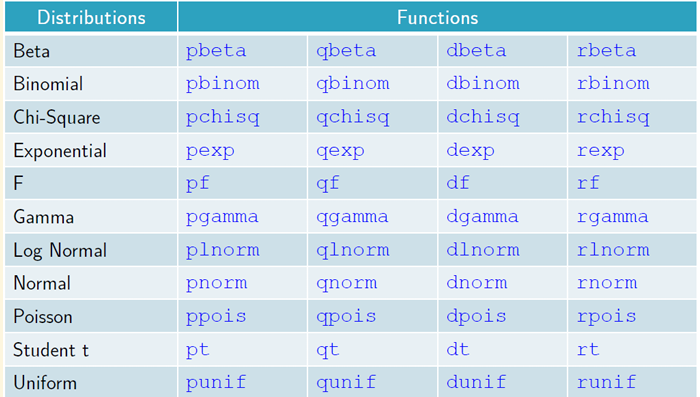 Distributions Functions
Beta pbeta qbeta dbeta rbeta
Binomial pbinom qbinom dbinom rbinom
Chi-Square pchisq qchisq dchisq rchisq
Exponential pexp qexp dexp rexp
F pf qf df rf
Gamma pgamma qgamma dgamma rgamma
Log Normal plnorm qlnorm dlnorm rlnorm
Normal pnorm qnorm dnorm rnorm
Poisson ppois qpois dpois rpois
Student t pt qt dt rt
Uniform punif qunif dunif runif